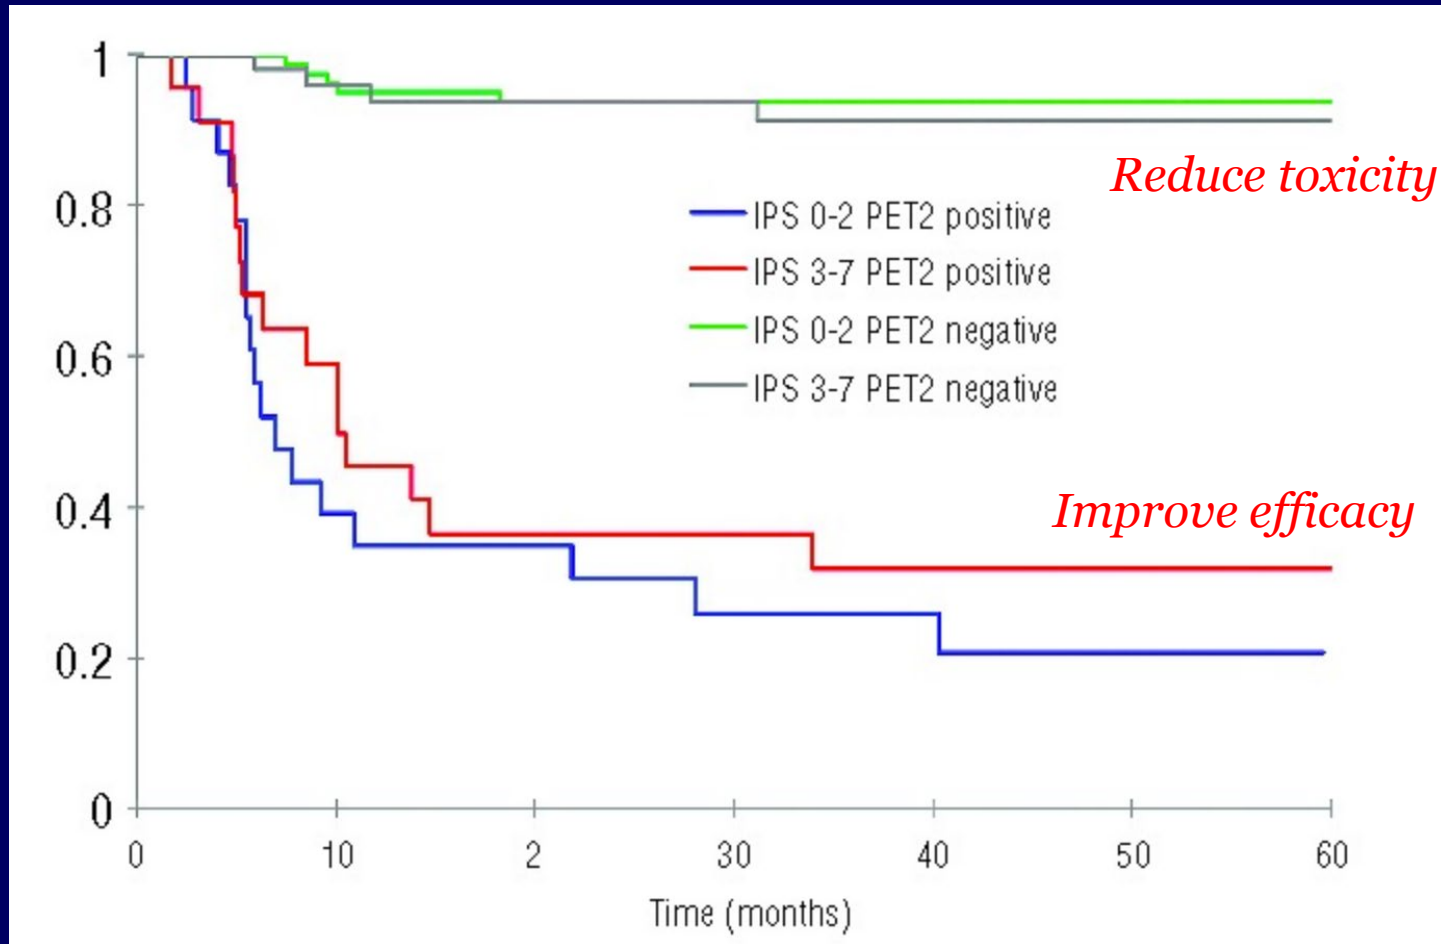 1
Reduce toxicity
0.8
IPS 0-2 PET2 positive
IPS 3-7 PET2 positive
IPS 0-2 PET2 negative
0.6
IPS 3-7 PET2 negative
0.4
Improve efficacy
0.2
0
0 10 2 30 40 50 60
Time (months)